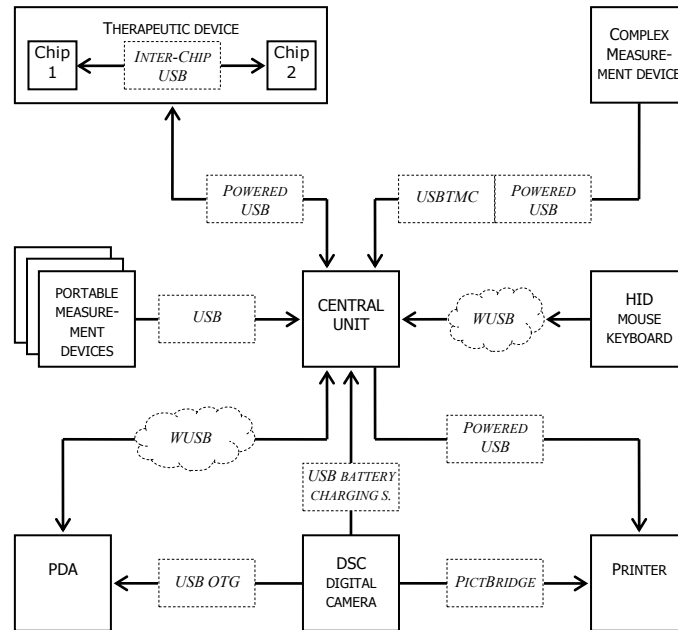 THERAPEUTIC DEVICE
Chip
1
INTER-CHIP
USB
Chip
2
COMPLEX
MEASURE-
MENT DEVICE
POWERED
USB
USBTMC
POWERED
USB
PORTABLE
MEASURE-
MENT
DEVICES
USB
CENTRAL
UNIT
WUSB
HID
MOUSE
KEYBOARD
WUSB
POWERED
USB
USB BATTERY
CHARGING S.
PDA
USB OTG
DSC
DIGITAL
CAMERA
PICTBRIDGE
PRINTER